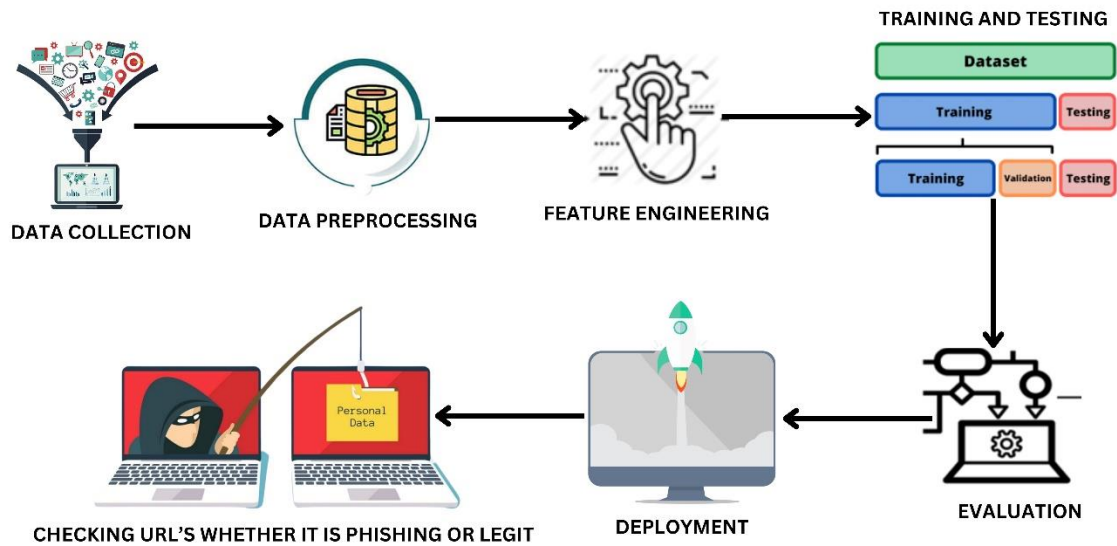 TRAINING AND TESTING
Dataset
Training
Testing
Training
Validation
Testing
DATA COLLECTION
DATA PREPROCESSING
FEATURE ENGINEERING
Personal
Data
CHECKING URL'S WHETHER IT IS PHISHING OR LEGIT
DEPLOYMENT
EVALUATION